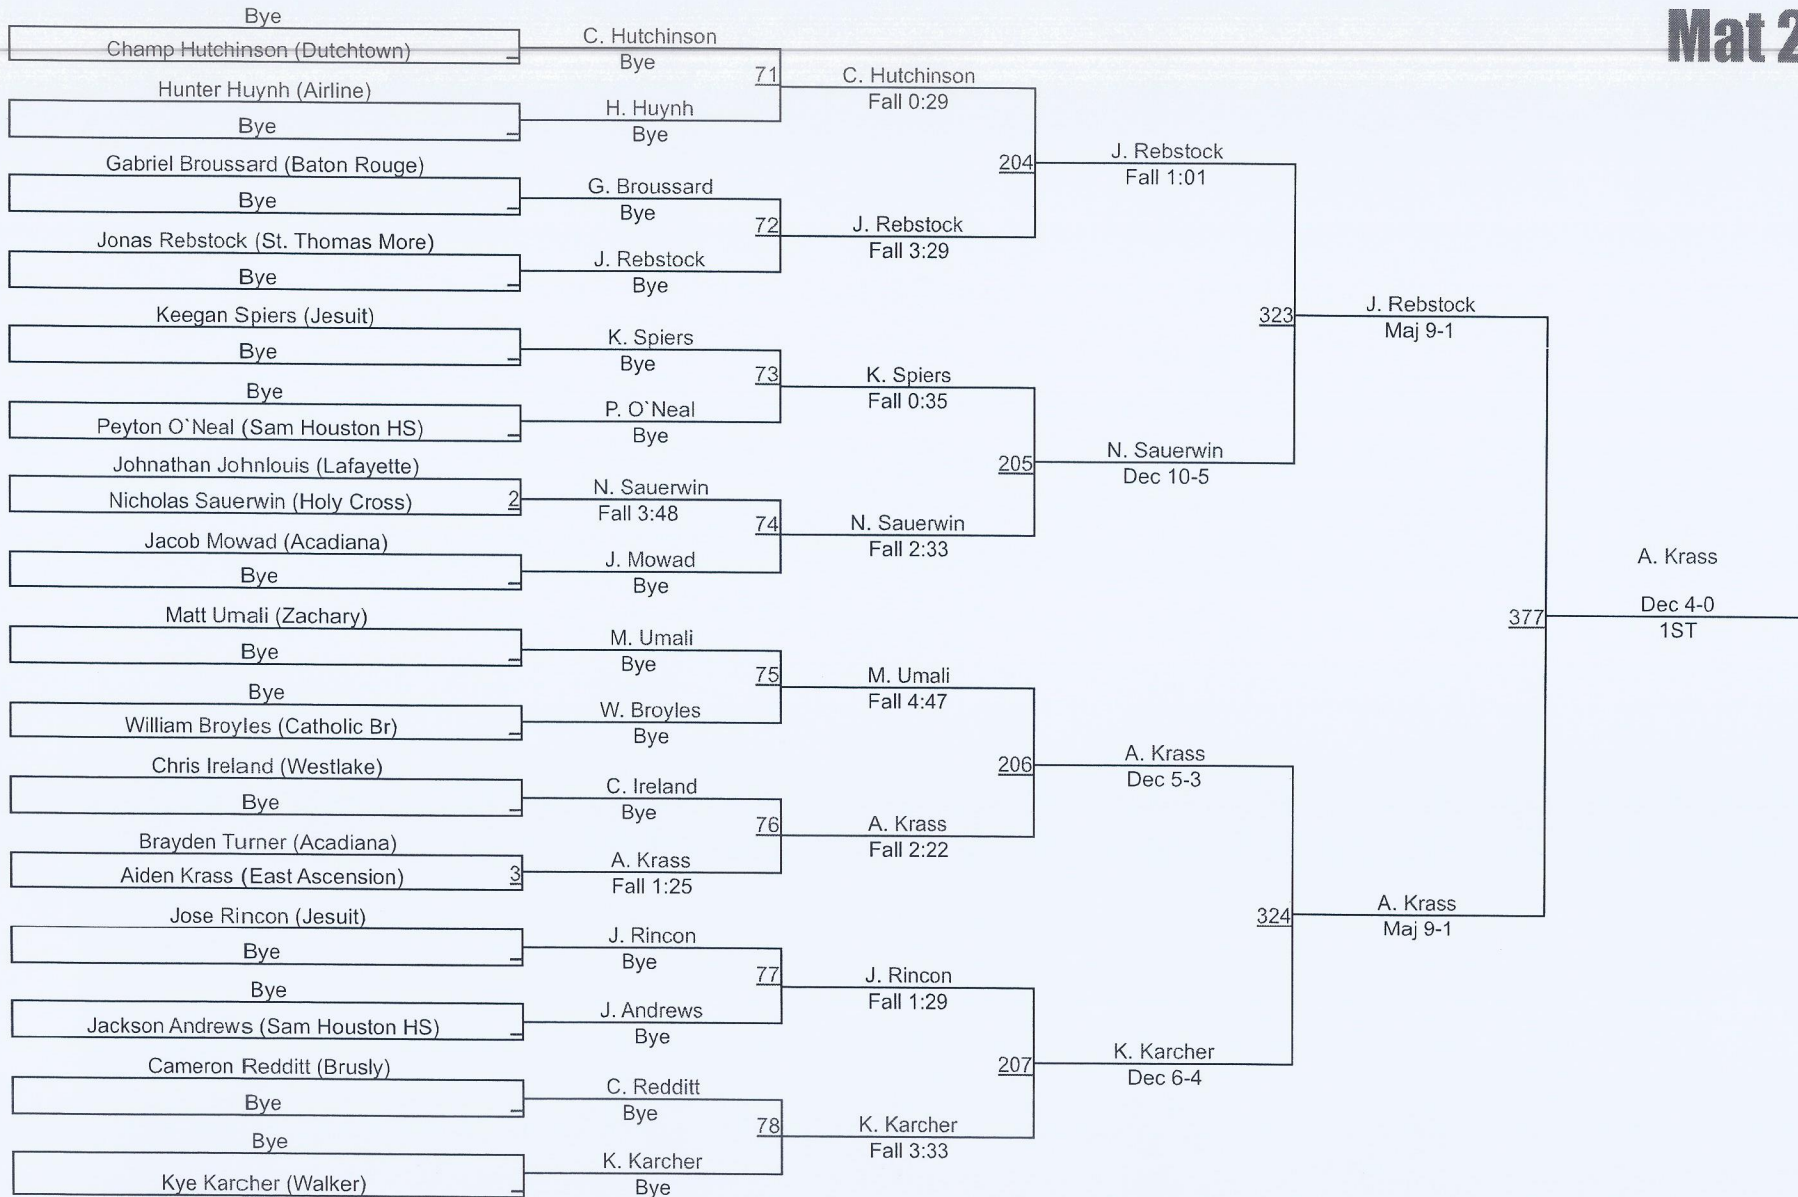 Mat 2
Bye
Champ Hutchinson (Dutchtown)
Hunter Huynh (Airline)
Bye
Gabriel Broussard (Baton Rouge)
Bye
Jonas Rebstock (St. Thomas More)
Bye
Keegan Spiers (Jesuit)
Bye
Bye
Peyton O`Neal (Sam Houston HS)
Johnathan Johnlouis (Lafayette)
Nicholas Sauerwin (Holy Cross)
2
Jacob Mowad (Acadiana)
Bye
Matt Umali (Zachary)
Bye
Bye
William Broyles (Catholic Br)
Chris Ireland (Westlake)
Bye
Brayden Turner (Acadiana)
Aiden Krass (East Ascension)
3
Jose Rincon (Jesuit)
Bye
Bye
Jackson Andrews (Sam Houston HS)
Cameron Redditt (Brusly)
Bye
Bye
Kye Karcher (Walker)
C. Hutchinson
Bye
71
H. Huynh
Bye
G. Broussard
Bye
72
J. Rebstock
Bye
K. Spiers
Bye
73
P. O`Neal
Bye
N. Sauerwin
Fall 3:48
74
J. Mowad
Bye
M. Umali
Bye
75
W. Broyles
Bye
C. Ireland
Bye
76
A. Krass
Fall 1:25
J. Rincon
Bye
77
J. Andrews
Bye
C. Redditt
Bye
78
K. Karcher
Bye
C. Hutchinson
Fall 0:29
204
J. Rebstock
Fall 3:29
K. Spiers
Fall 0:35
205
N. Sauerwin
Fall 2:33
M. Umali
Fall 4:47
206
A. Krass
Fall 2:22
J. Rincon
Fall 1:29
207
K. Karcher
Fall 3:33
J. Rebstock
Fall 1:01
323
N. Sauerwin
Dec 10-5
A. Krass
Dec 5-3
324
K. Karcher
Dec 6-4
J. Rebstock
Maj 9-1
377
A. Krass
Maj 9-1
A. Krass
Dec 4-0
1ST